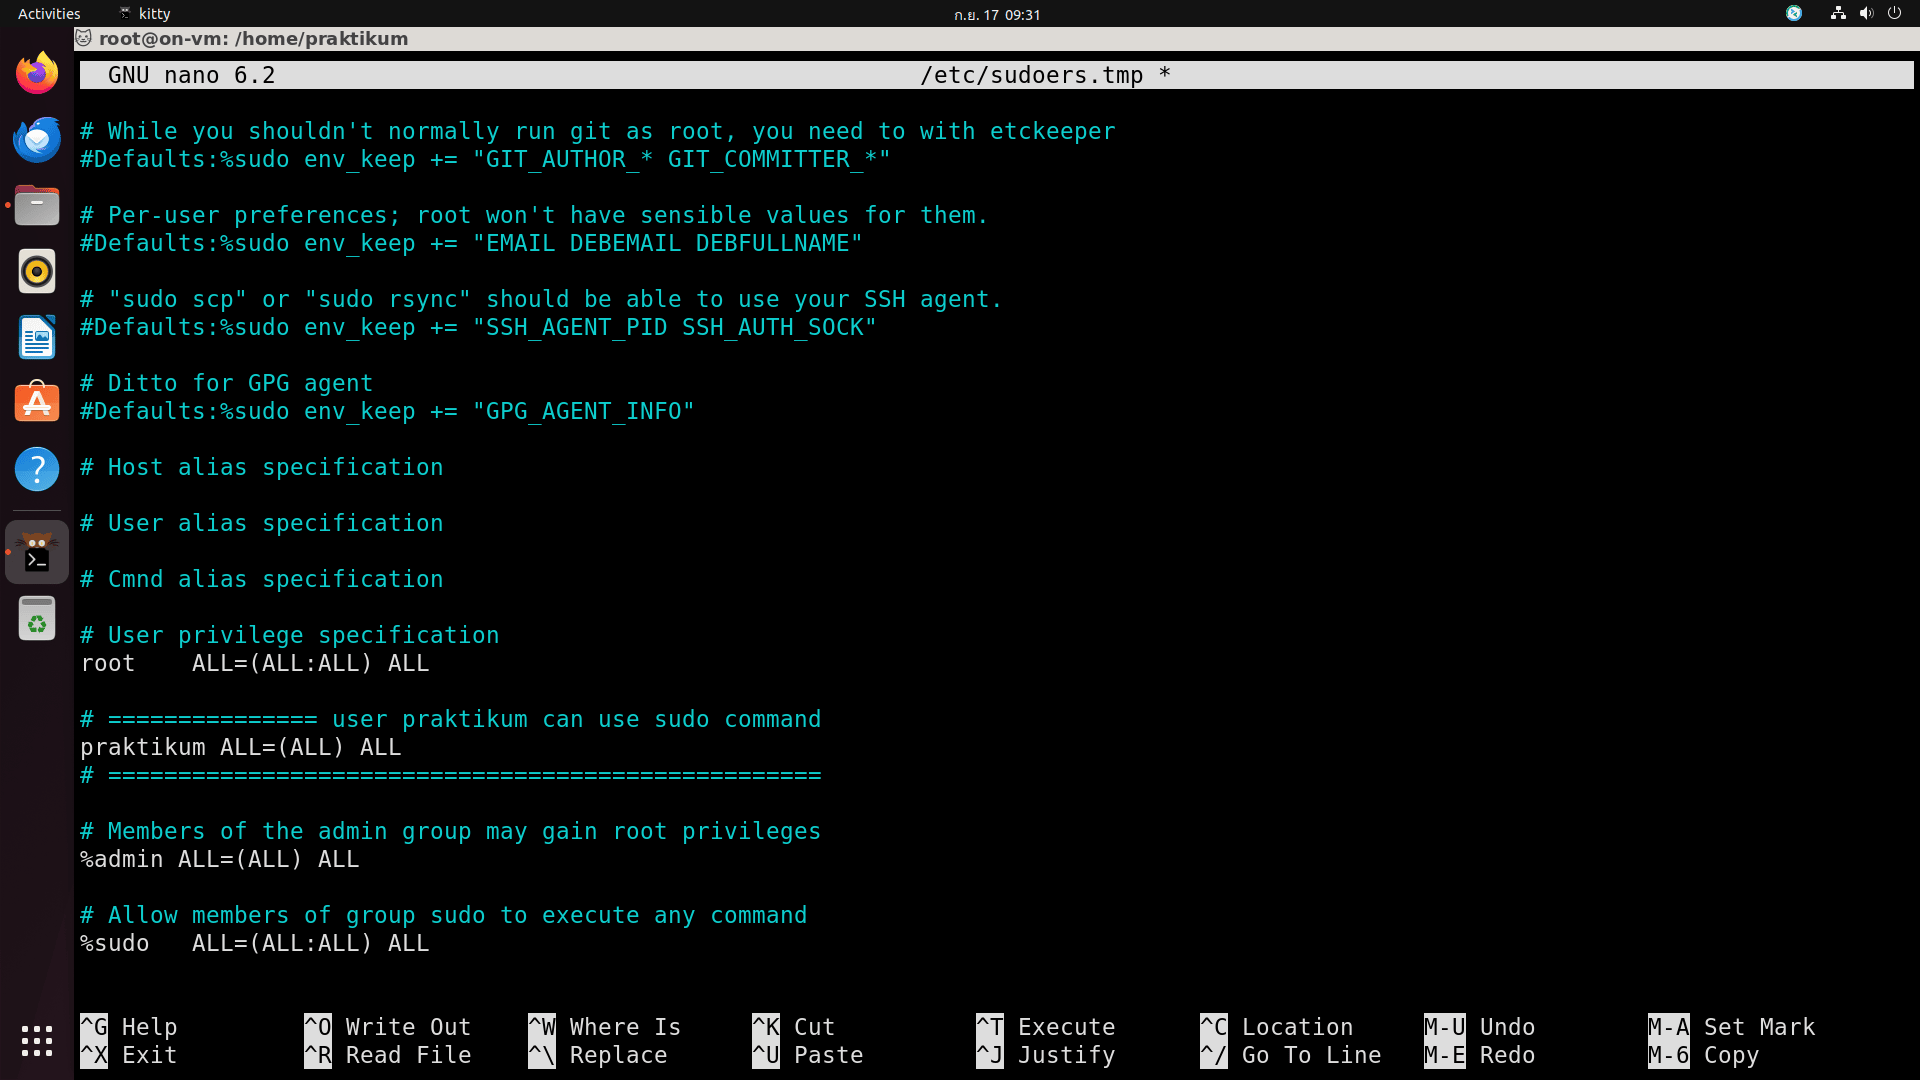 Activities
kitty
ก.ย. 17 09:31
root@on-vm: /home/praktikum
GNU nano 6.2 /etc/sudoers.tmp *
# While you shouldn't normally run git as root, you need to with etckeeper
#Defaults:%sudo env_keep += "GIT_AUTHOR_* GIT_COMMITTER_*"
# Per-user preferences; root won't have sensible values for them.
#Defaults:%sudo env_keep += "EMAIL DEBEMAIL DEBFULLNAME"
# "sudo scp" or "sudo rsync" should be able to use your SSH agent.
#Defaults:%sudo env_keep += "SSH_AGENT_PID SSH_AUTH_SOCK"
# Ditto for GPG agent
#Defaults:%sudo env_keep += "GPG_AGENT_INFO"
# Host alias specification
# User alias specification
# Cmnd alias specification
# User privilege specification
root    ALL=(ALL:ALL) ALL
# =============== user praktikum can use sudo command
praktikum ALL=(ALL) ALL
# ===================================================
# Members of the admin group may gain root privileges
%admin ALL=(ALL) ALL
# Allow members of group sudo to execute any command
%sudo   ALL=(ALL:ALL) ALL
^G Help ^O Write Out ^W Where Is ^K Cut ^T Execute ^C Location M-U Undo M-A Set Mark
^X Exit ^R Read File ^\ Replace ^U Paste ^J Justify ^/ Go To Line M-E Redo M-6 Copy